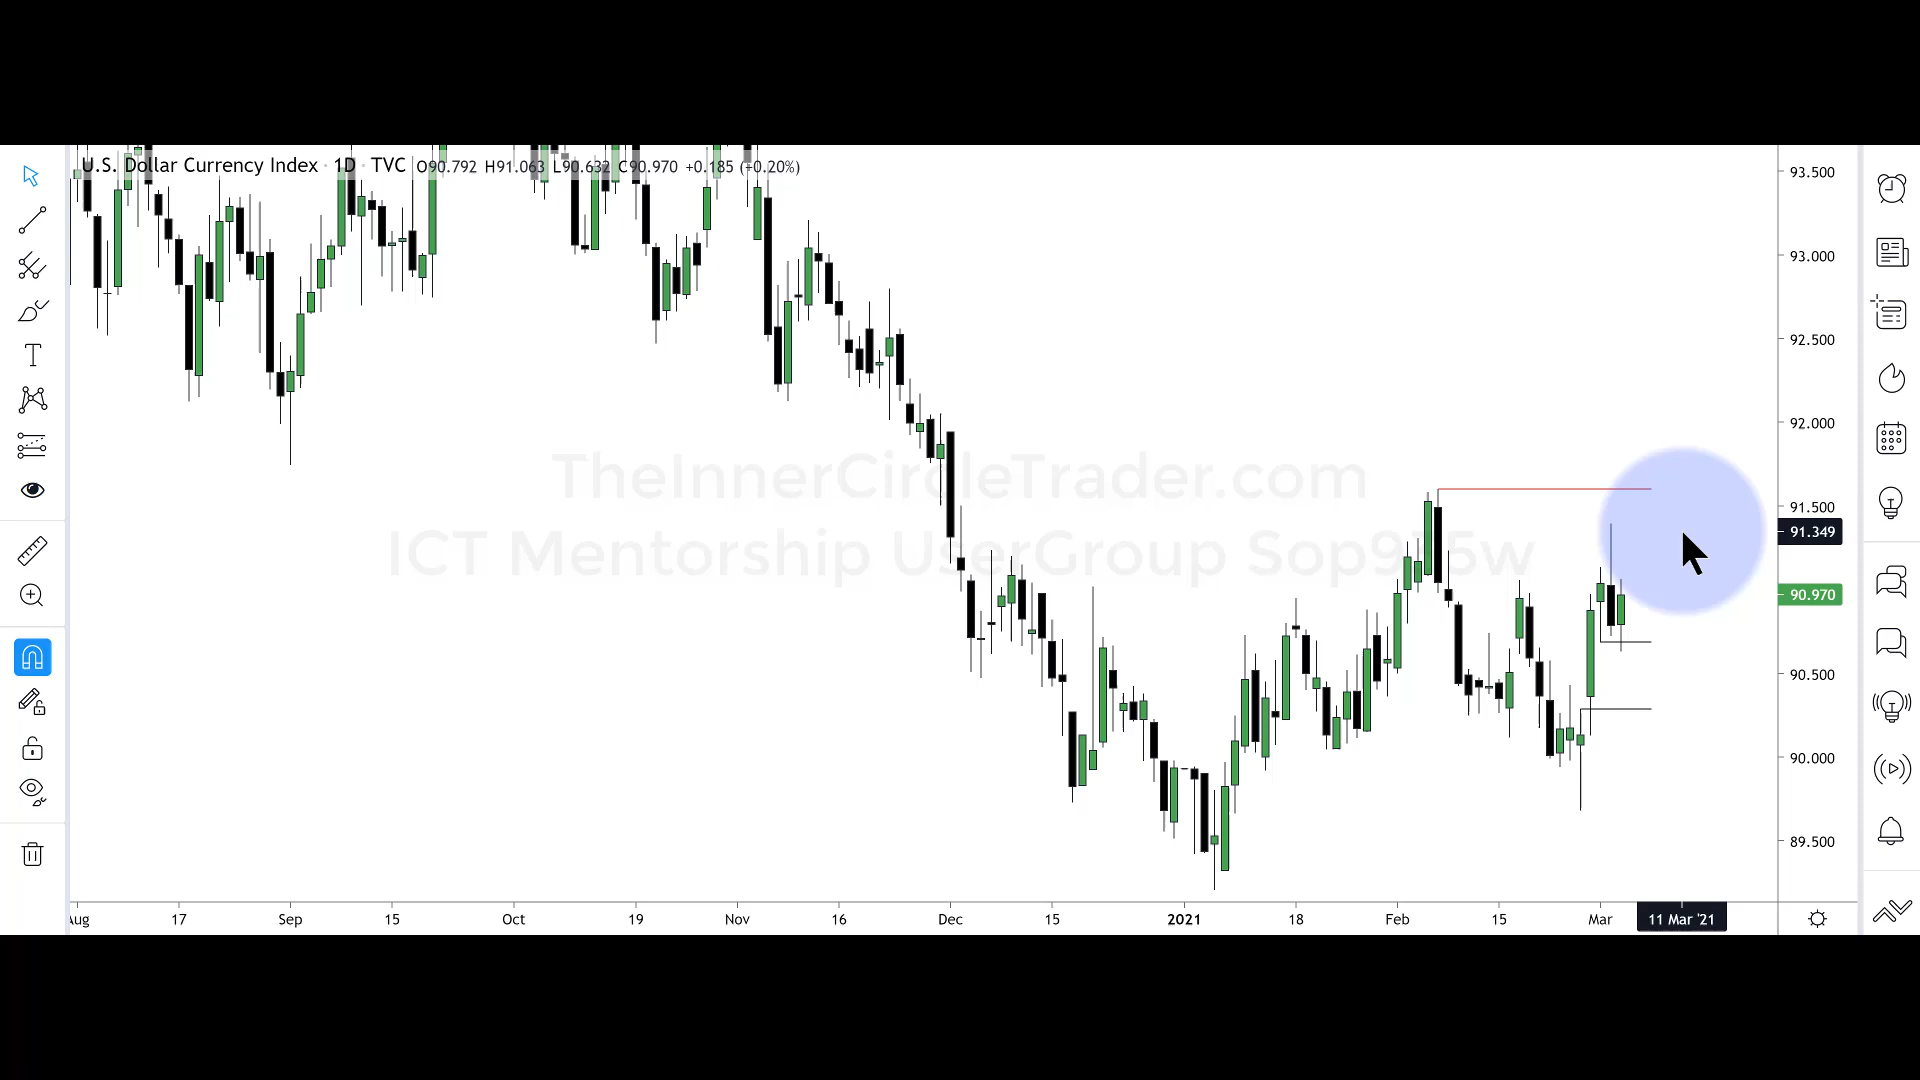 U.S. Dollar Currency Index · 1D · TVC O90.792 H91.063 L90.632 C90.970 +0.185 (+0.20%)
93.500
93.000
92.500
92.000
TheInnerCircleTrader.com
91.500
91.349
ICT Mentorship UserGroup
90.970
90.500
90.000
89.500
Aug 17 Sep 15 Oct 19 Nov 16 Dec 15 2021 18 Feb 15 Mar 11 Mar '21